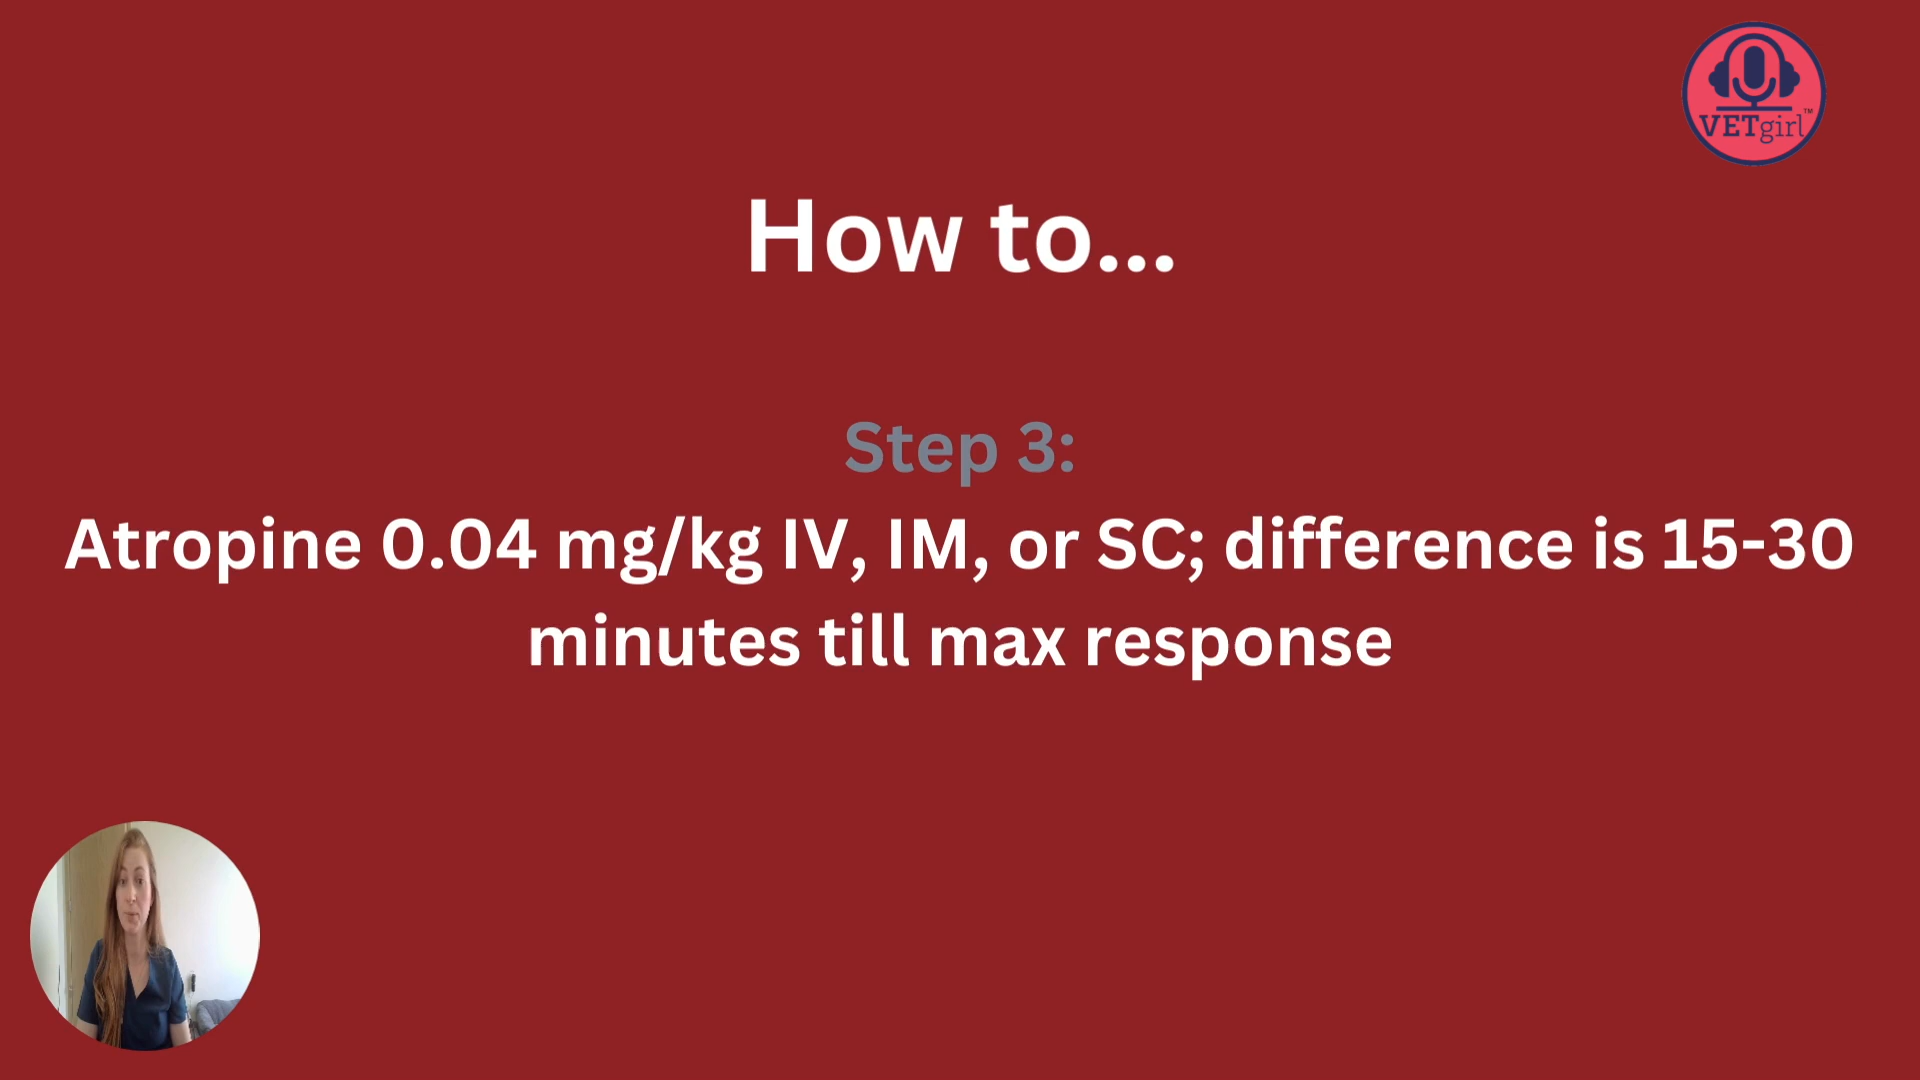 VETgirl™
How to...
Step 3:
Atropine 0.04 mg/kg IV, IM, or SC; difference is 15-30
minutes till max response